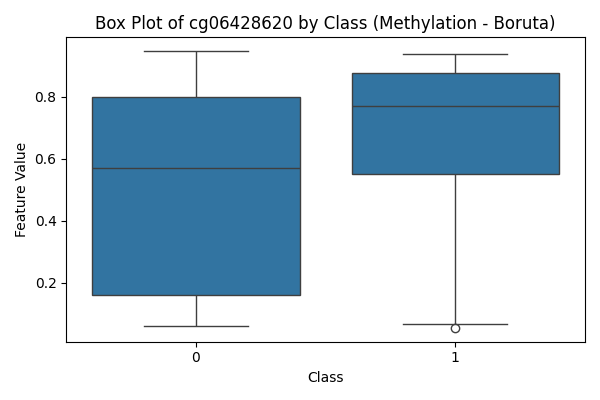 Box Plot of cg06428620 by Class (Methylation - Boruta)
Feature Value
0.8
0.6
0.4
0.2
0
1
Class